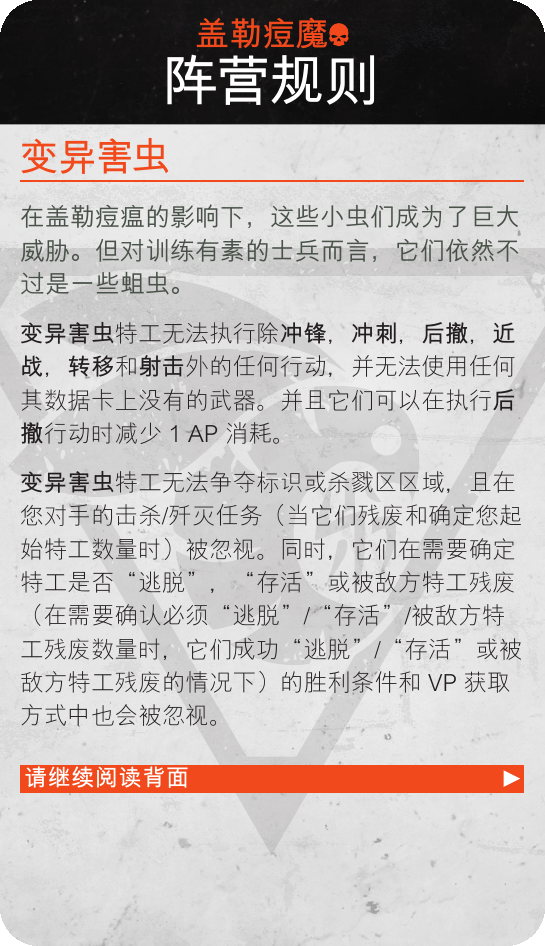 盖勒痘魔
阵营规则
变异害虫
在盖勒痘瘟的影响下，这些小虫们成为了巨大
威胁。但对训练有素的士兵而言，它们依然不
过是一些蛆虫。
变异害虫特工无法执行除冲锋，冲刺，后撤，近
战，转移和射击外的任何行动，并无法使用任何
其数据卡上没有的武器。并且它们可以在执行后
撤行动时减少 1 AP 消耗。
变异害虫特工无法争夺标识或杀戮区区域，且在
您对手的击杀/歼灭任务（当它们残废和确定您起
始特工数量时）被忽视。同时，它们在需要确定
特工是否“逃脱”，“存活”或被敌方特工残废
（在需要确认必须“逃脱”/“存活”/被敌方特
工残废数量时，它们成功“逃脱”/“存活”或被
敌方特工残废的情况下）的胜利条件和 VP 获取
方式中也会被忽视。
请继续阅读背面